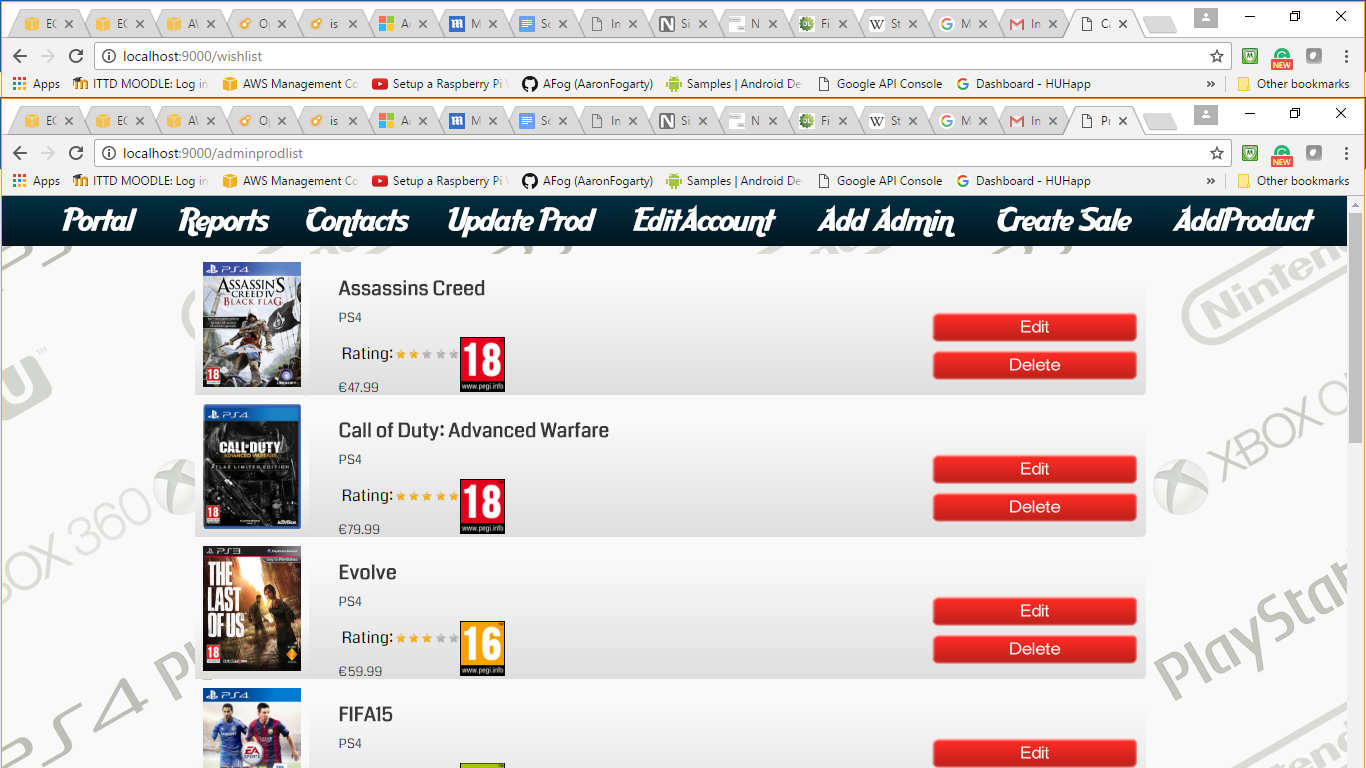 EC EC AV O is A M Sc In Si N Fi St M In Ca
localhost:9000/wishlist
Apps ITTD MOODLE: Log in AWS Management Co Setup a Raspberry Pi AFog (AaronFogarty) Samples | Android De Google API Console Dashboard - HUHapp » Other bookmarks
NEW
EC EC AV O is A M Sc In Si N Fi St M In Pr
localhost:9000/adminprodlist
NEW
Apps ITTD MOODLE: Log in AWS Management Co Setup a Raspberry Pi AFog (AaronFogarty) Samples | Android De Google API Console Dashboard - HUHapp » Other bookmarks
Portal Reports Contacts Update Prod EditAccount Add Admin Create Sale AddProduct
PS4
ASSASSIN'S
CREED IV
BLACK FLAG
18
UBISOFT
Assassins Creed
PS4
Rating:
18
www.pegi.info
€47.99
Edit
Delete
PS4
CALL OF DUTY
ADVANCED WARFARE
ATLAS LIMITED EDITION
18
ACTIVISION
Call of Duty: Advanced Warfare
PS4
Rating:
18
www.pegi.info
€79.99
Edit
Delete
PS3
THE
LAST
OF US
18
Evolve
PS4
Rating:
16
www.pegi.info
€59.99
Edit
Delete
PS4
EA
SPORTS
FIFA15
PS4
Edit
Nintendo
XBOX 360
XBOX O
PS4
PlayStat